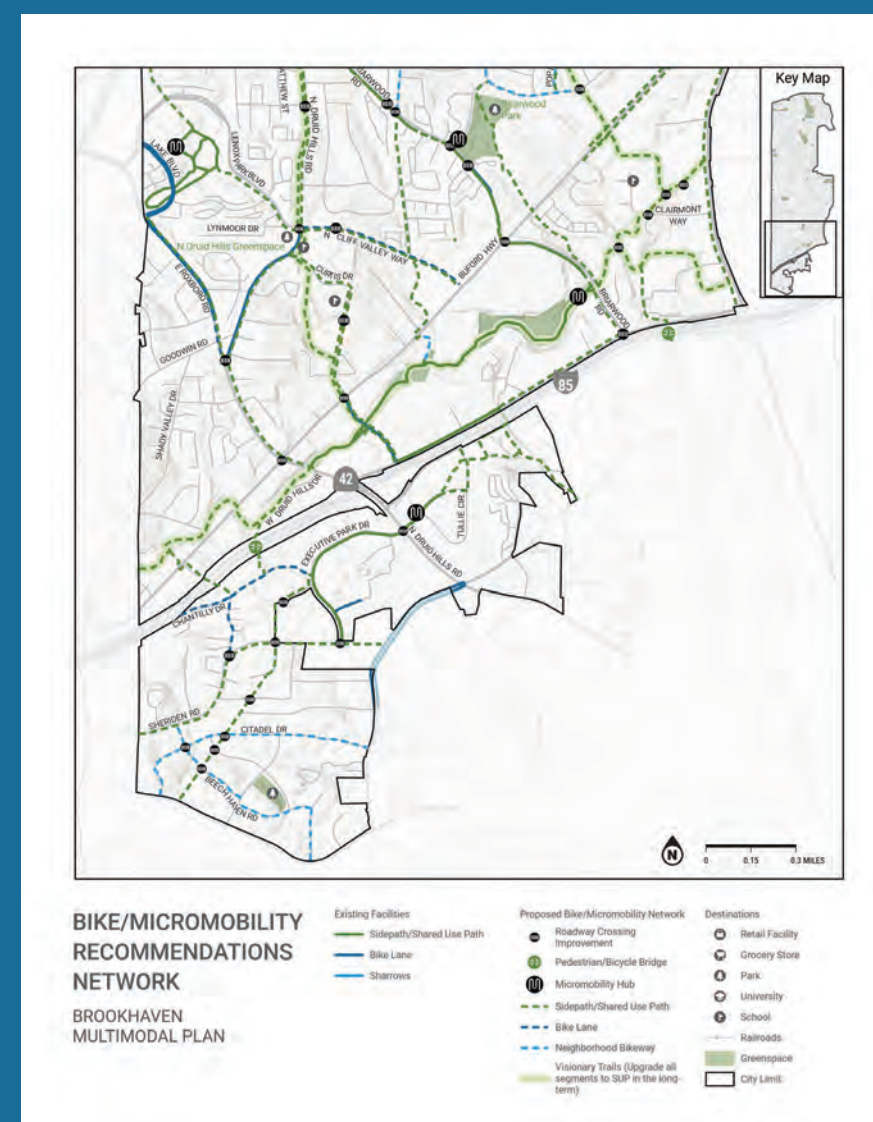 Key Map
ATTHEW ST
N DRUID HILLS RD
RIARWOOD
RD
POP
Briarwood
Park
LAKE BLVD
LENOX PARK BLVD
LYNMOOR DR
N Druid Hills Greenspace
N CLIFF VALLEY WAY
CLAIRMONT
WAY
BUFORD HWY
CURTIS DR
E ROXBORO RD
BRIARWOOD
RD
GOODWIN RD
SHADY VALLEY DR
85
42
W DRUID HILLS DR
EXECUTIVE PARK DR
N DRUID HILLS RD
TULLIE CIR
CHANTILLY DR
SHERIDEN RD
CITADEL DR
BEECH HAVEN RD
N
0 0.15 0.3 MILES
BIKE/MICROMOBILITY
RECOMMENDATIONS
NETWORK
BROOKHAVEN
MULTIMODAL PLAN
Existing Facilities
Sidepath/Shared Use Path
Bike Lane
Sharrows
Proposed Bike/Micromobility Network
Roadway Crossing
Improvement
Pedestrian/Bicycle Bridge
Micromobility Hub
Sidepath/Shared Use Path
Bike Lane
Neighborhood Bikeway
Visionary Trails (Upgrade all
segments to SUP in the long-
term)
Destinations
Retail Facility
Grocery Store
Park
University
School
Railroads
Greenspace
City Limit